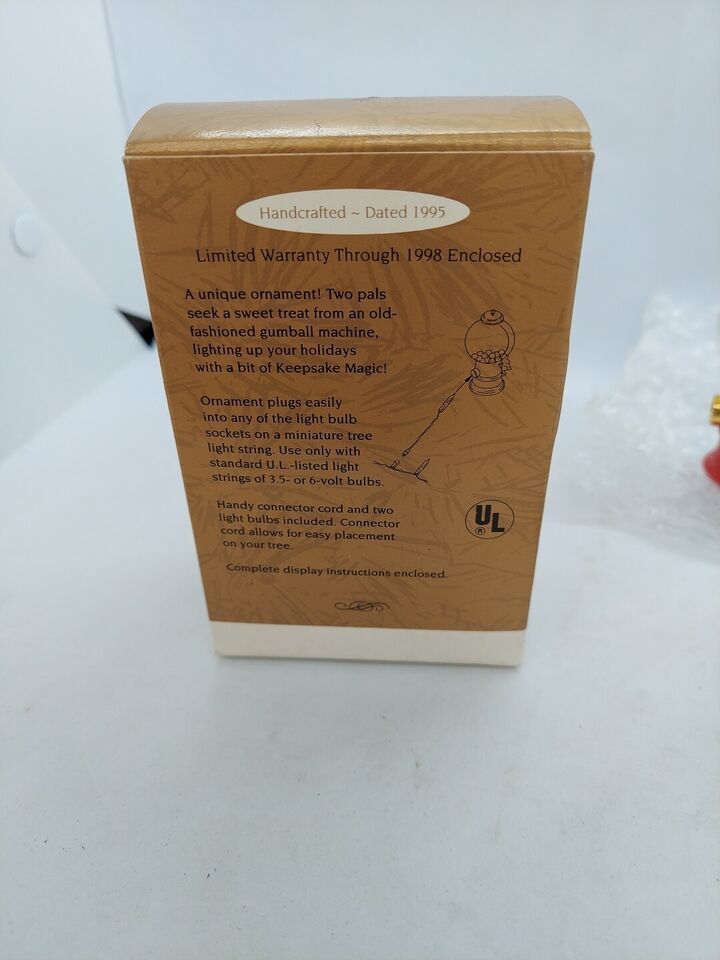 Handcrafted ~ Dated 1995
Limited Warranty Through 1998 Enclosed
A unique ornament! Two pals
seek a sweet treat from an old-
fashioned gumball machine,
lighting up your holidays
with a bit of Keepsake Magic!
Ornament plugs easily
into any of the light bulb
sockets on a miniature tree
light string. Use only with
standard U.L.-listed light
strings of 3.5- or 6-volt bulbs.
Handy connector cord and two
light bulbs included. Connector
cord allows for easy placement
on your tree.
UL
®
Complete display instructions enclosed.